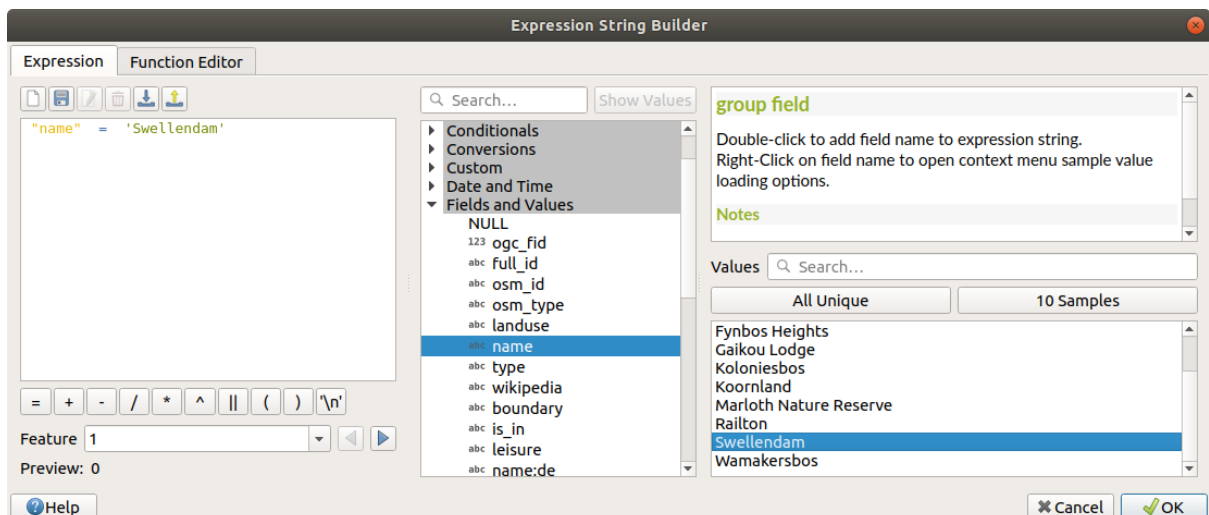 Expression String Builder
Expression Function Editor
"name" = 'Swellendam'
= + - / * ^ || ( ) '\n'
Feature 1
Preview: 0
Search... Show Values
Conditionals
Conversions
Custom
Date and Time
Fields and Values
NULL
123 ogc_fid
abc full_id
abc osm_id
abc osm_type
abc landuse
abc name
abc type
abc wikipedia
abc boundary
abc is_in
abc leisure
abc name:de
group field
Double-click to add field name to expression string.
Right-Click on field name to open context menu sample value
loading options.
Notes
Values Search...
All Unique 10 Samples
Fynbos Heights
Gaikou Lodge
Koloniesbos
Koornland
Marloth Nature Reserve
Railton
Swellendam
Wamakersbos
Help Cancel OK